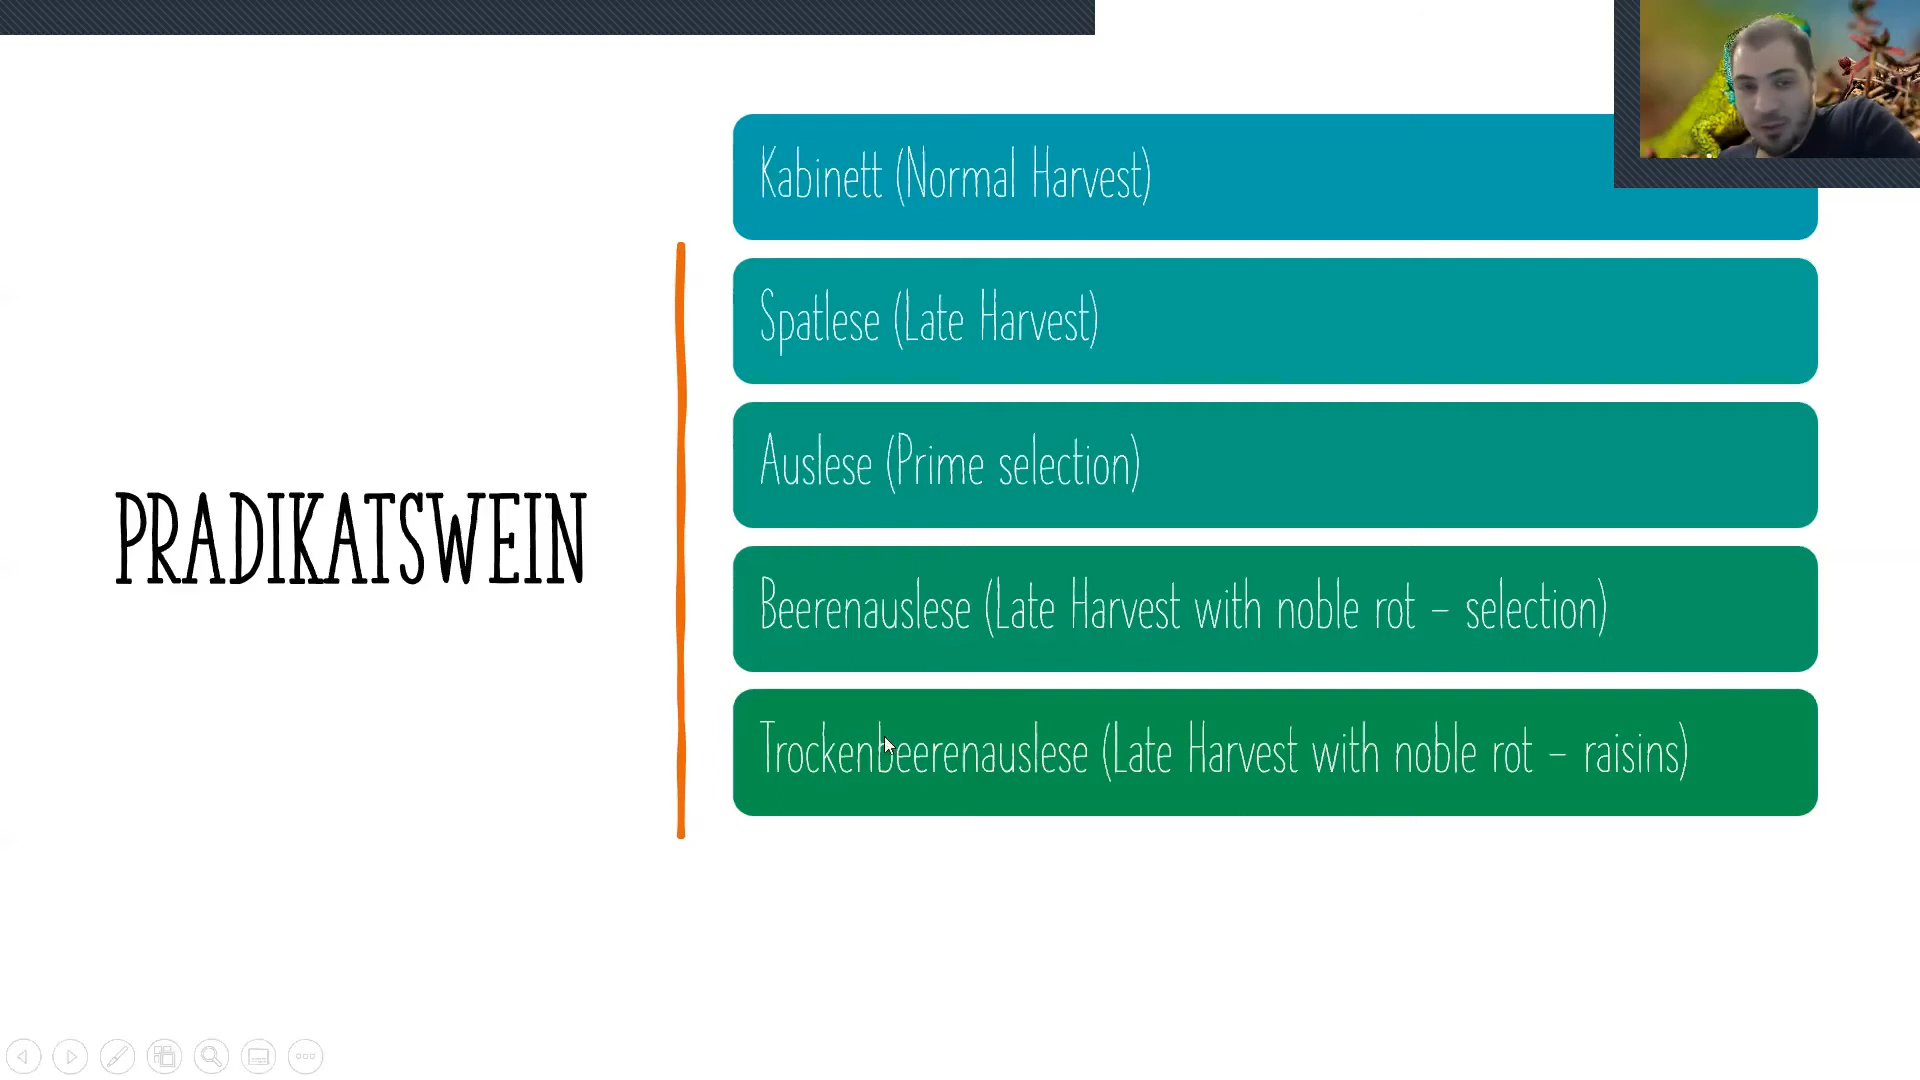 Kabinett (Normal Harvest)
Spatlese (Late Harvest)
Auslese (Prime selection)
PRADIKATSWEIN
Beerenauslese (Late Harvest with noble rot – selection)
Trockenbeerenauslese (Late Harvest with noble rot – raisins)